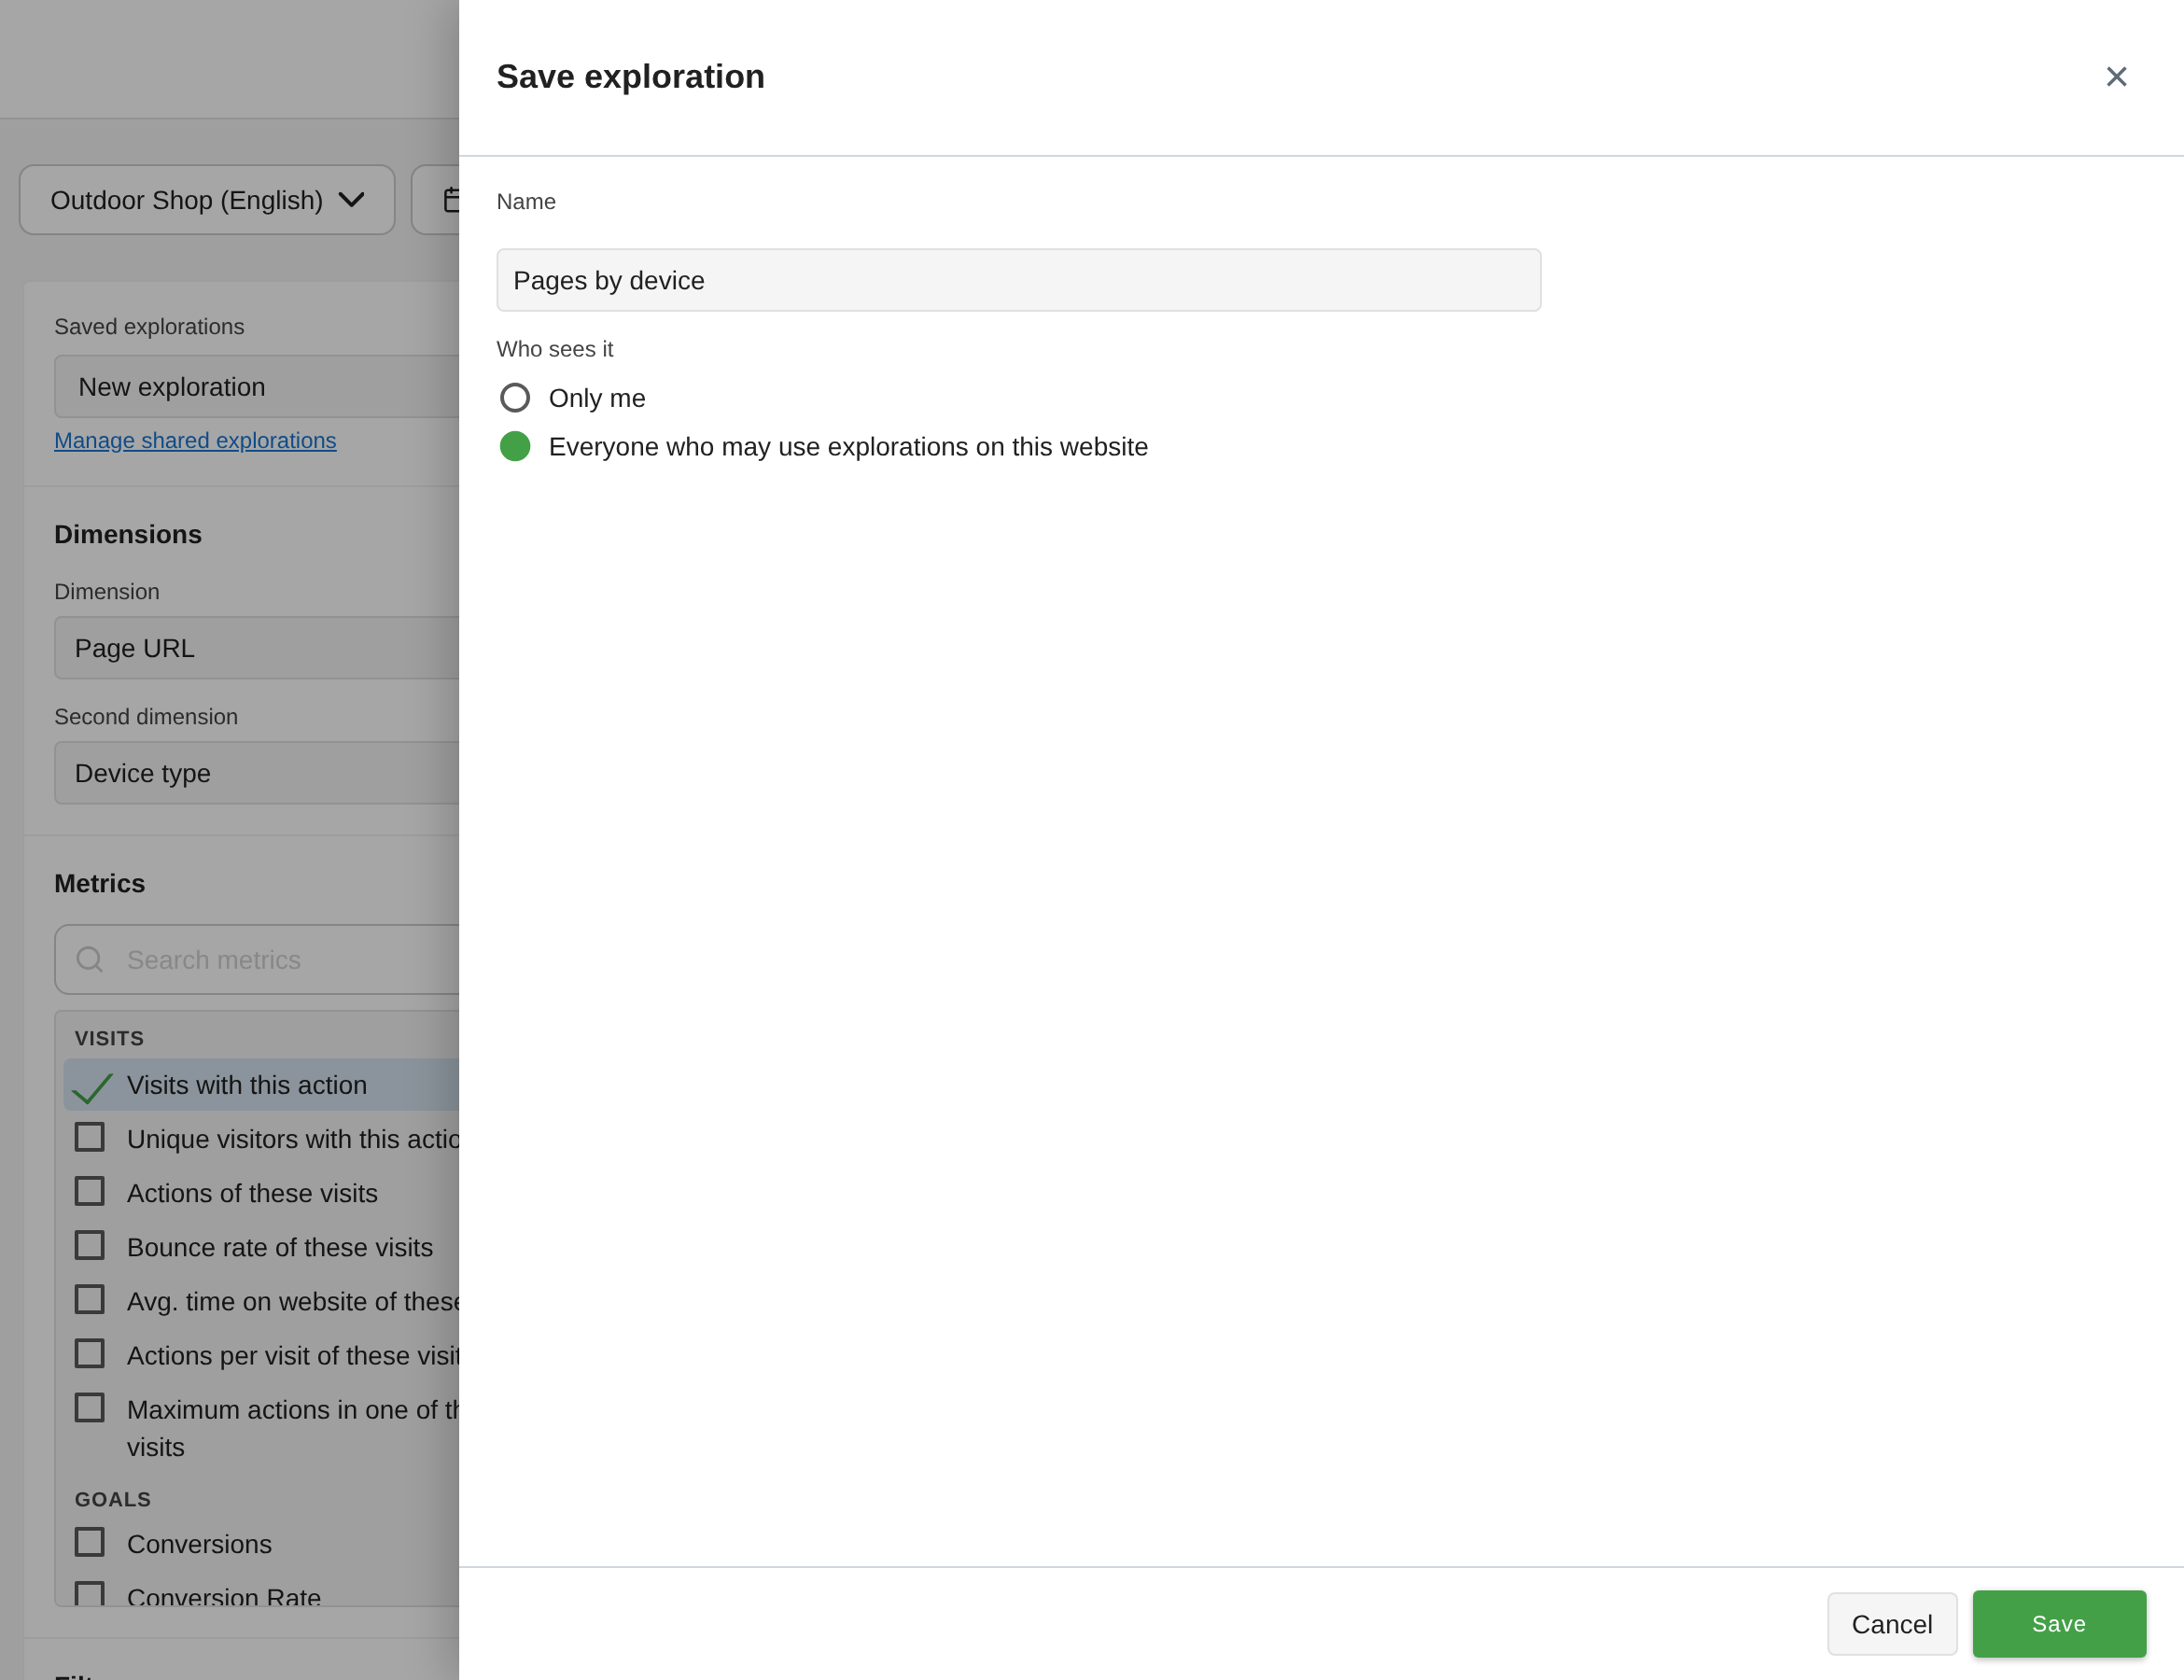 Save exploration
Name
Pages by device
Who sees it
Only me
Everyone who may use explorations on this website
Cancel
Save
Outdoor Shop (English)
Saved explorations
New exploration
Manage shared explorations
Dimensions
Dimension
Page URL
Second dimension
Device type
Metrics
Search metrics
VISITS
Visits with this action
Unique visitors with this actio
Actions of these visits
Bounce rate of these visits
Avg. time on website of these
Actions per visit of these visit
Maximum actions in one of th
visits
GOALS
Conversions
Conversion Rate